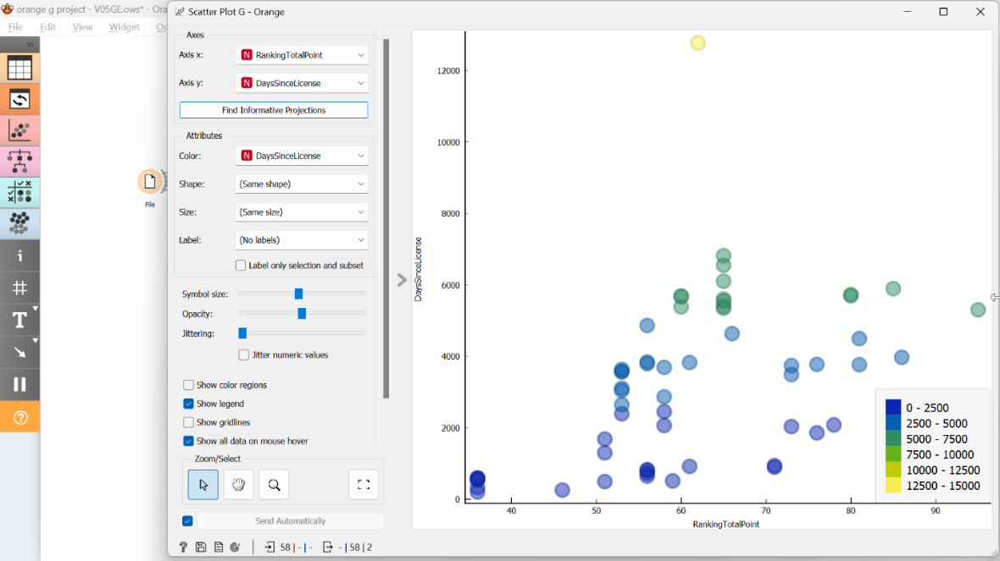 orange g project - V05GE.ows* - Ora
File Edit View Widget Op
»
File
i
#
T
?
Scatter Plot G - Orange
Axes
Axis x: N RankingTotalPoint
Axis y: N DaysSinceLicense
Find Informative Projections
Attributes
Color: N DaysSinceLicense
Shape: (Same shape)
Size: (Same size)
Label: (No labels)
Label only selection and subset
Symbol size:
Opacity:
Jittering:
Jitter numeric values
Show color regions
Show legend
Show gridlines
Show all data on mouse hover
Zoom/Select
Send Automatically
? 58 | - | - - | 58 | 2
DaysSinceLicense
12000
10000
8000
6000
4000
2000
0
40 50 60 70 80 90
RankingTotalPoint
0 - 2500
2500 - 5000
5000 - 7500
7500 - 10000
10000 - 12500
12500 - 15000